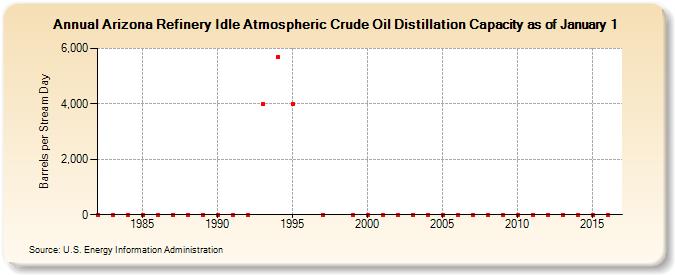 Annual Arizona Refinery Idle Atmospheric Crude Oil Distillation Capacity as of January 1
Barrels per Stream Day
6,000
4,000
2,000
0
1985 1990 1995 2000 2005 2010 2015
Source: U.S. Energy Information Administration